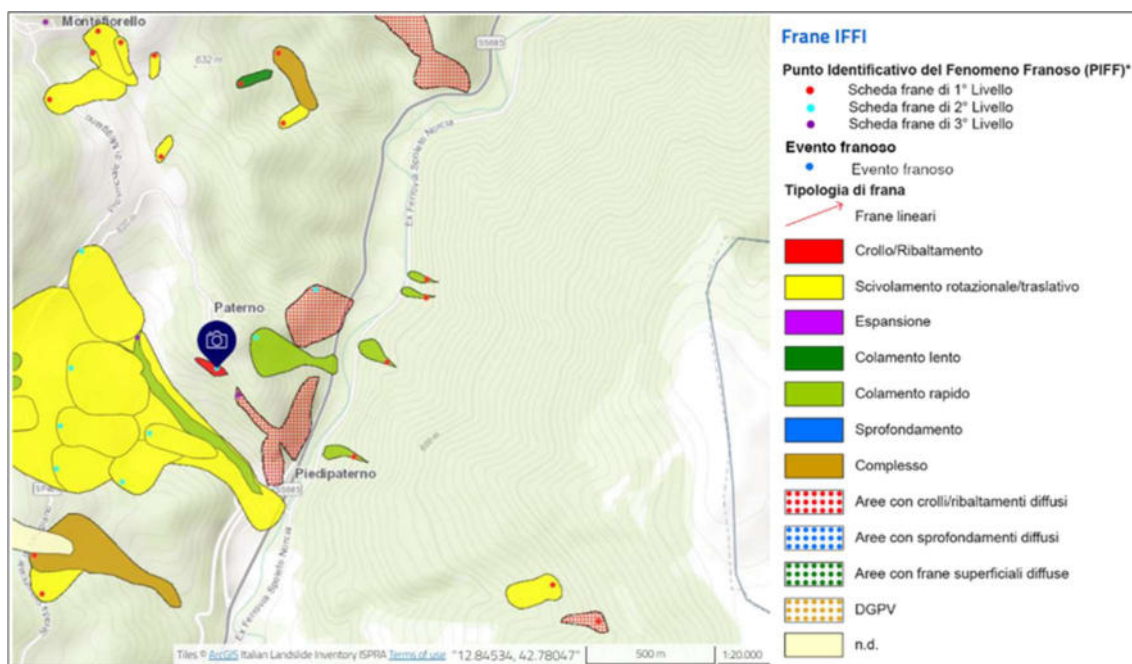 Montefiorello
632 m
SS685
Ex Ferrovia Spoleto Norcia
Paterno
Piedipaterno
SS685
Ex Ferrovia Spoleto Norcia
Tiles © ArcGIS Italian Landslide Inventory ISPRA Terms of use "12.84534, 42.78047" 500 m 1:20.000
Frane IFFI
Punto Identificativo del Fenomeno Franoso (PIFF)*
Scheda frane di 1° Livello
Scheda frane di 2° Livello
Scheda frane di 3° Livello
Evento franoso
Evento franoso
Tipologia di frana
Frane lineari
Crollo/Ribaltamento
Scivolamento rotazionale/traslativo
Espansione
Colamento lento
Colamento rapido
Sprofondamento
Complesso
Aree con crolli/ribaltamenti diffusi
Aree con sprofondamenti diffusi
Aree con frane superficiali diffuse
DGPV
n.d.